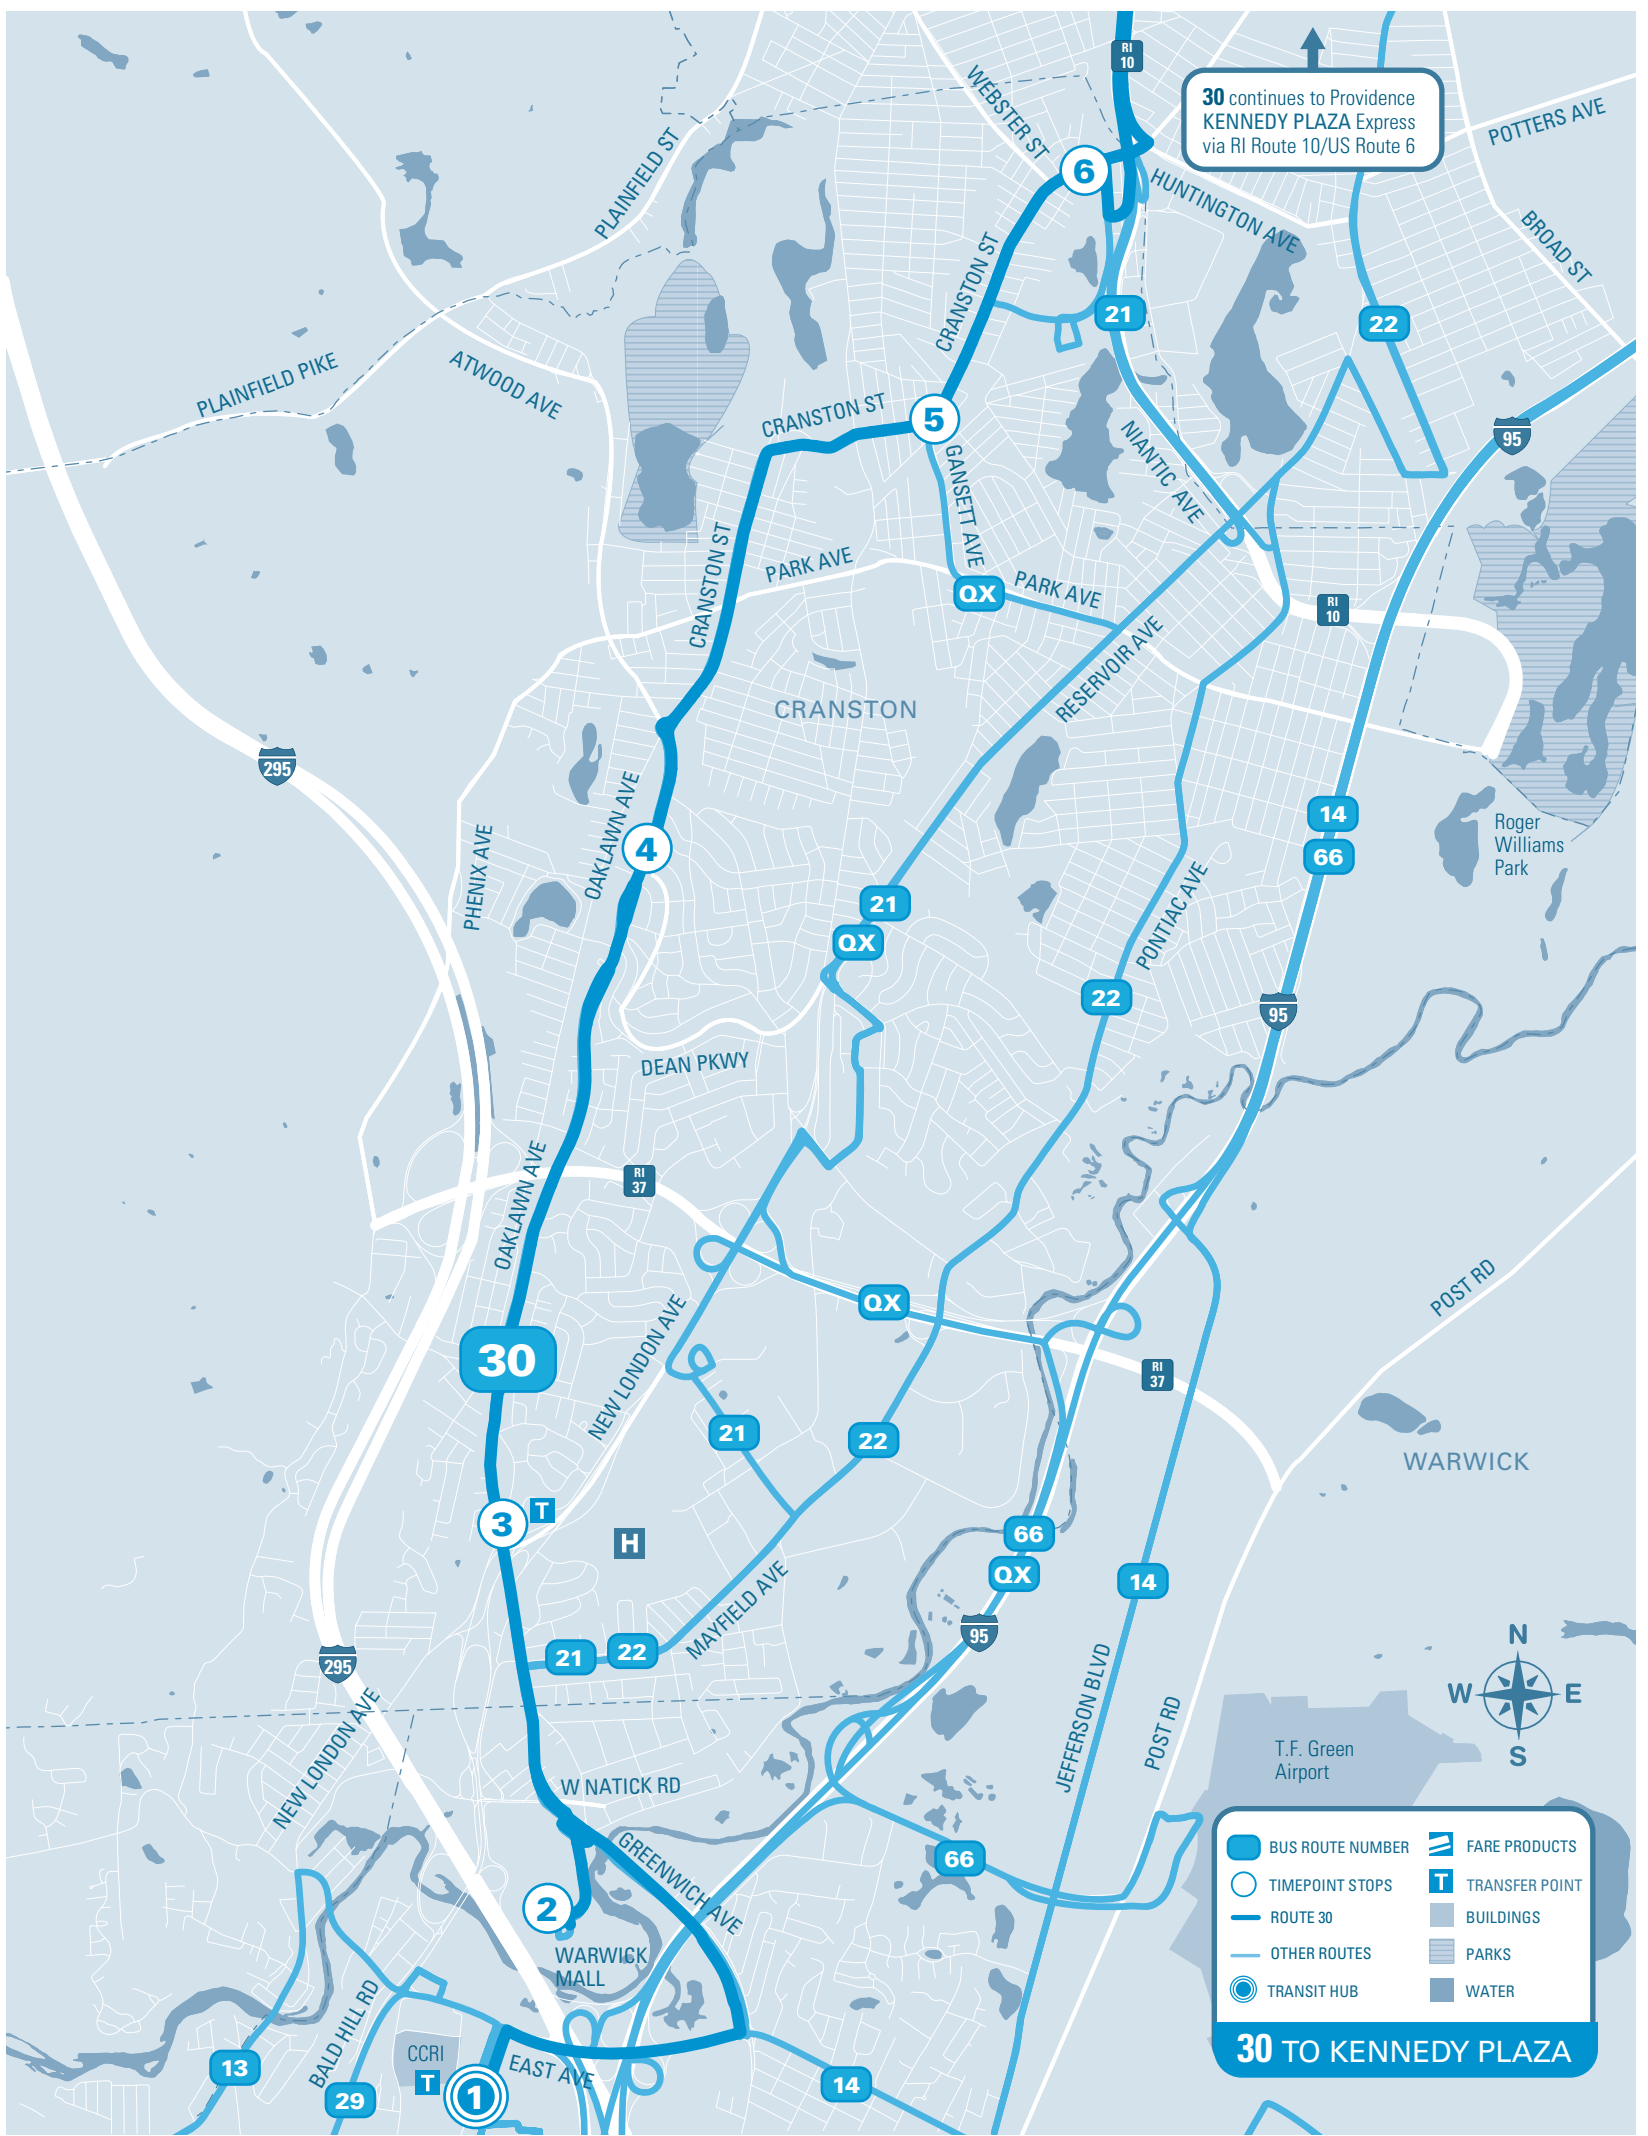 RI
10
30 continues to Providence
KENNEDY PLAZA Express
via RI Route 10/US Route 6
WEBSTER ST
POTTERS AVE
PLAINFIELD ST
6
HUNTINGTON AVE
BROAD ST
CRANSTON ST
21
22
PLAINFIELD PIKE
ATWOOD AVE
CRANSTON ST
5
95
GANSETT AVE
NIANTIC AVE
CRANSTON ST
PARK AVE
QX
PARK AVE
RI
10
RESERVOIR AVE
CRANSTON
295
OAKLAWN AVE
4
14
66
Roger
Williams
Park
PHENIX AVE
21
QX
PONTIAC AVE
22
95
DEAN PKWY
OAKLAWN AVE
RI
37
QX
POST RD
30
NEW LONDON AVE
RI
37
21
22
WARWICK
3
T
H
66
QX
14
MAYFIELD AVE
95
21
22
295
NEW LONDON AVE
JEFFERSON BLVD
POST RD
N
W
E
S
T.F. Green
Airport
W NATICK RD
GREENWICH AVE
66
2
WARWICK
MALL
BALD HILL RD
CCRI
T
1
EAST AVE
13
29
14
BUS ROUTE NUMBER
FARE PRODUCTS
TIMEPOINT STOPS
T
TRANSFER POINT
ROUTE 30
BUILDINGS
OTHER ROUTES
PARKS
TRANSIT HUB
WATER
30 TO KENNEDY PLAZA